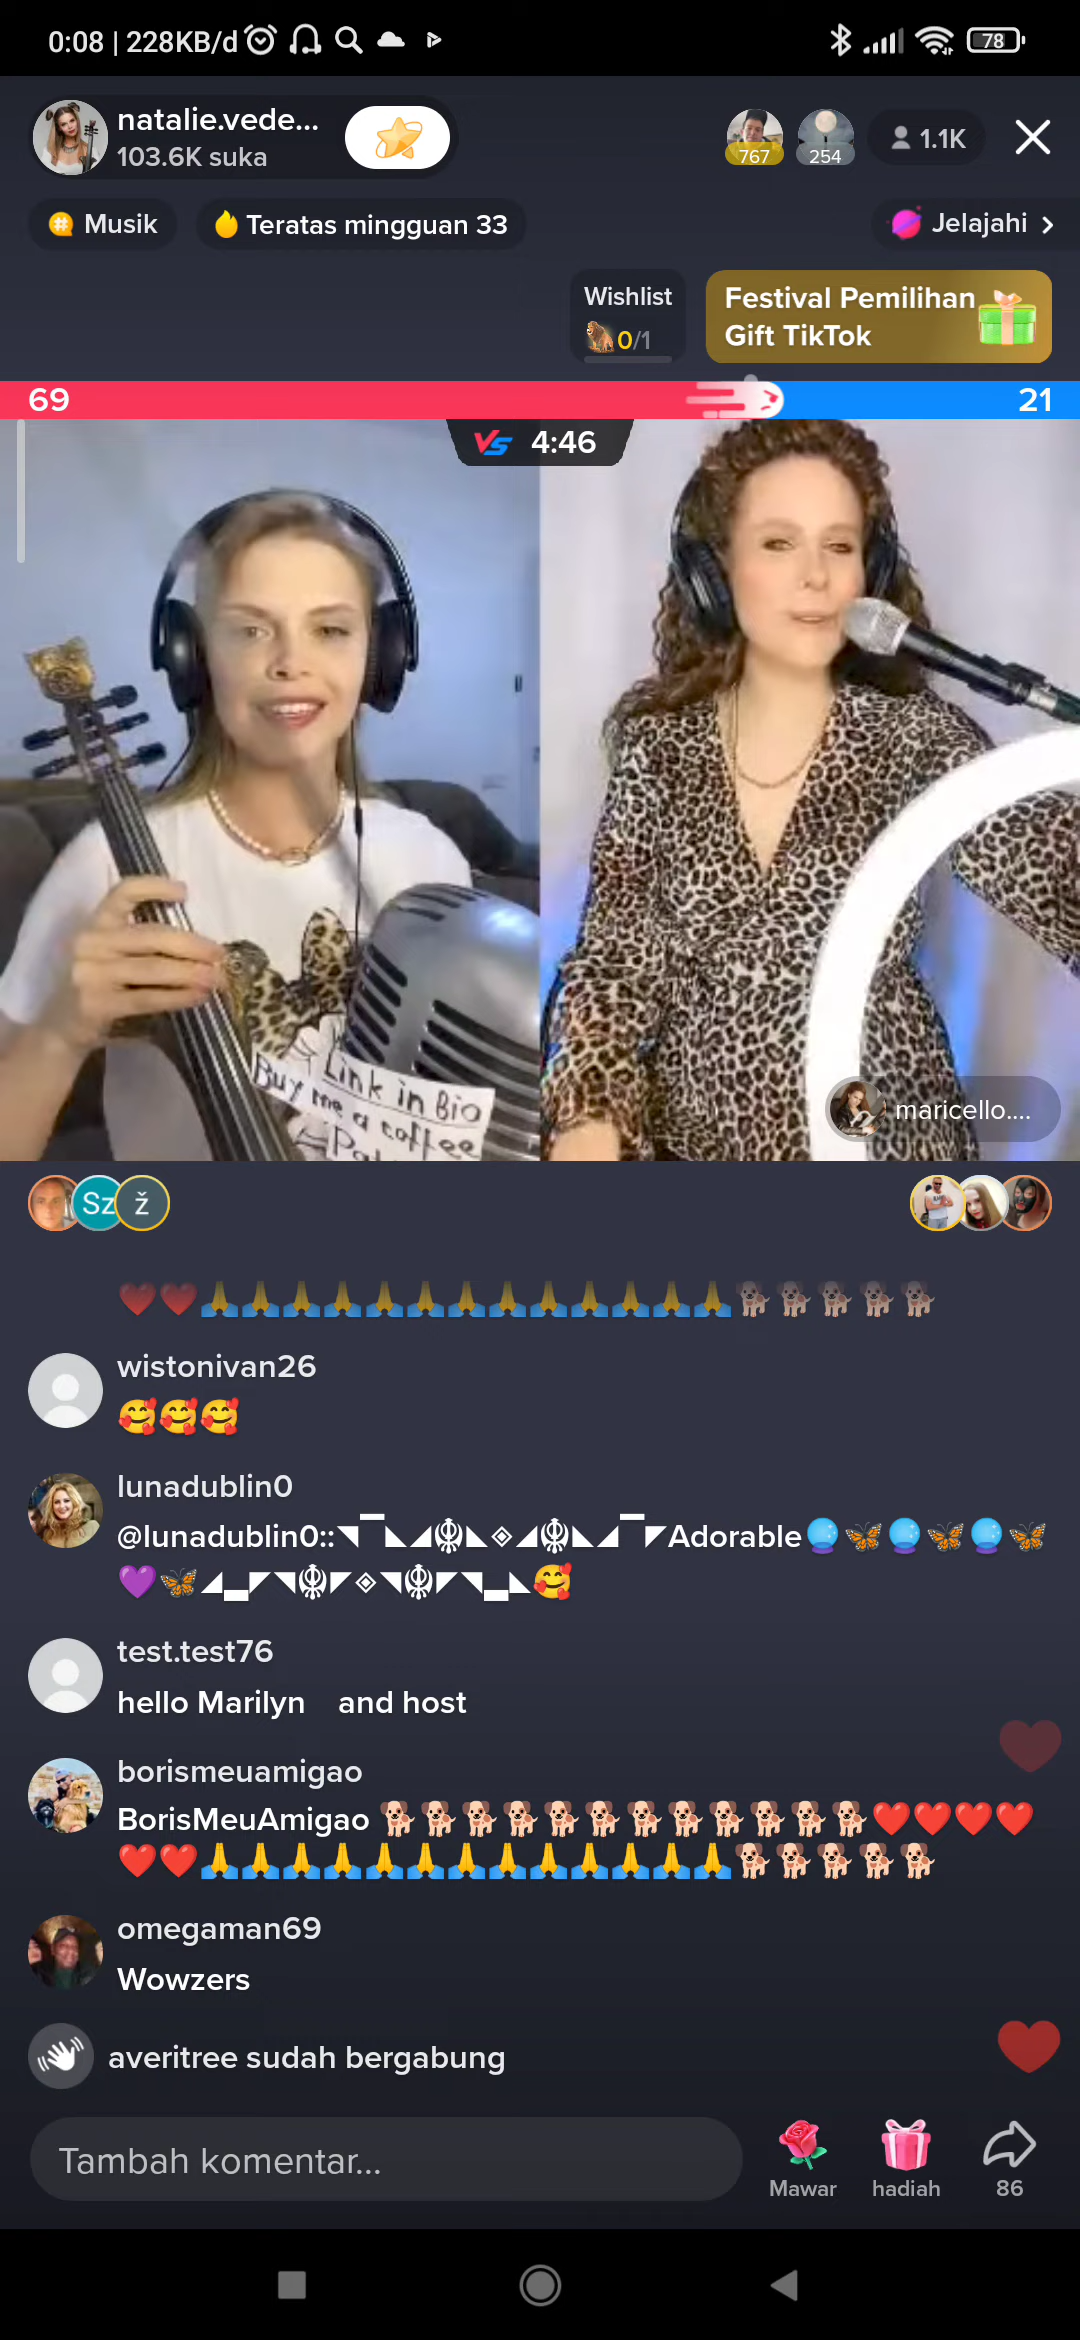 0:08 | 228KB/d
78
natalie.vede...
103.6K suka
767
254
1.1K
Musik
Teratas mingguan 33
Jelajahi
Wishlist
0/1
Festival Pemilihan
Gift TikTok
69
21
VS 4:46
Link in Bio
Buy me a coffee
maricello....
Sz
ž
❤️❤️🙏🙏🙏🙏🙏🙏🙏🙏🙏🙏🙏🙏🙏🐕🐕🐕🐕🐕
wistonivan26
🥰🥰🥰
lunadublin0
@lunadublin0::◥▔◣◢☬◣◈◢☬◣◢▔◤Adorable🔮🦋🔮🦋🔮🦋
💜🦋◢▂◤◥☬◤◈◥☬◤◥▂◣🥰
test.test76
hello Marilyn and host
borismeuamigao
BorisMeuAmigao 🐕🐕🐕🐕🐕🐕🐕🐕🐕🐕🐕🐕❤️❤️❤️❤️
❤️❤️🙏🙏🙏🙏🙏🙏🙏🙏🙏🙏🙏🙏🙏🐕🐕🐕🐕🐕
omegaman69
Wowzers
averitree sudah bergabung
Tambah komentar...
Mawar
hadiah
86